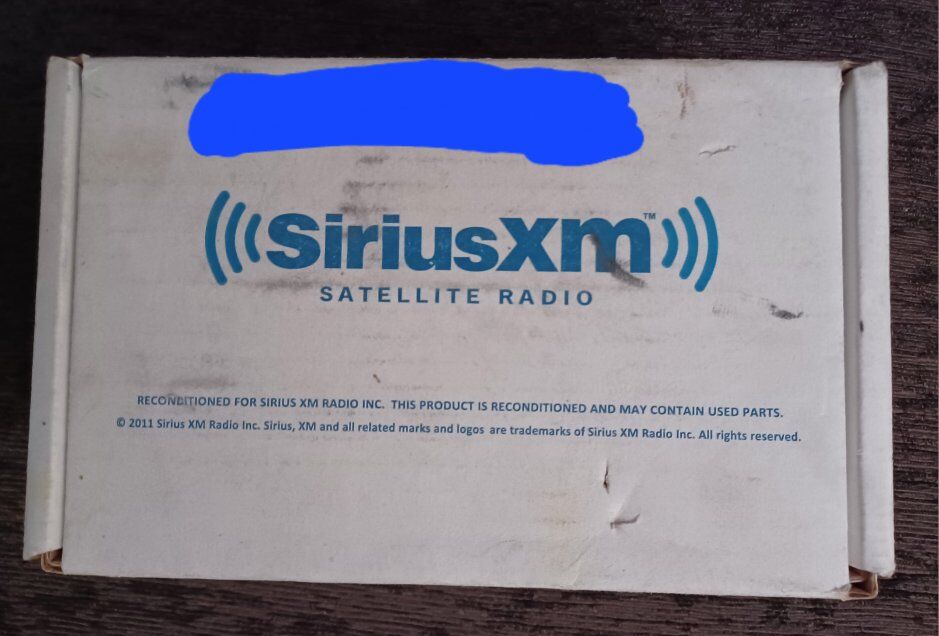 SiriusXM™
SATELLITE RADIO
RECONDITIONED FOR SIRIUS XM RADIO INC. THIS PRODUCT IS RECONDITIONED AND MAY CONTAIN USED PARTS.
© 2011 Sirius XM Radio Inc. Sirius, XM and all related marks and logos are trademarks of Sirius XM Radio Inc. All rights reserved.